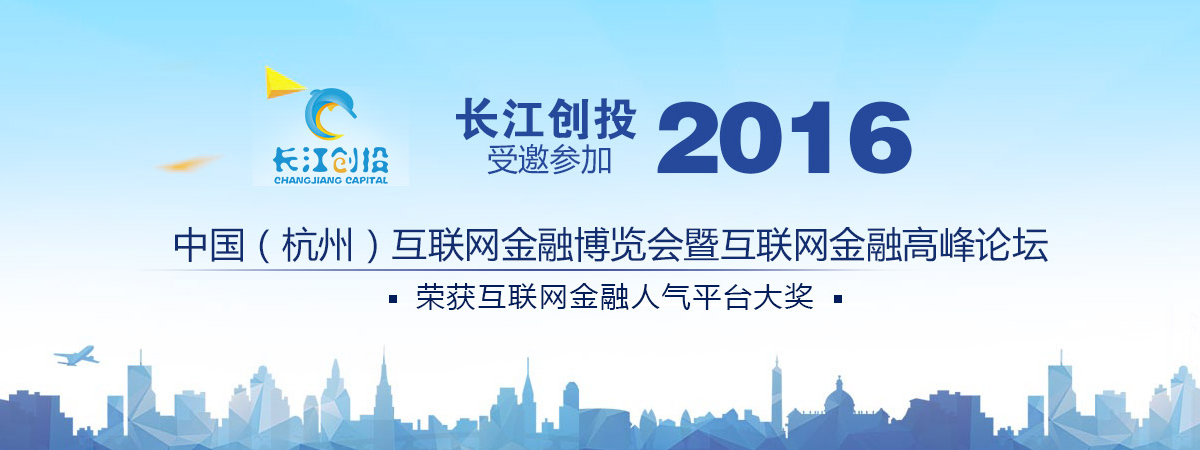 长江创投
CHANGJIANG CAPITAL
长江创投
受邀参加
2016
中国（杭州）互联网金融博览会暨互联网金融高峰论坛
▪ 荣获互联网金融人气平台大奖 ▪